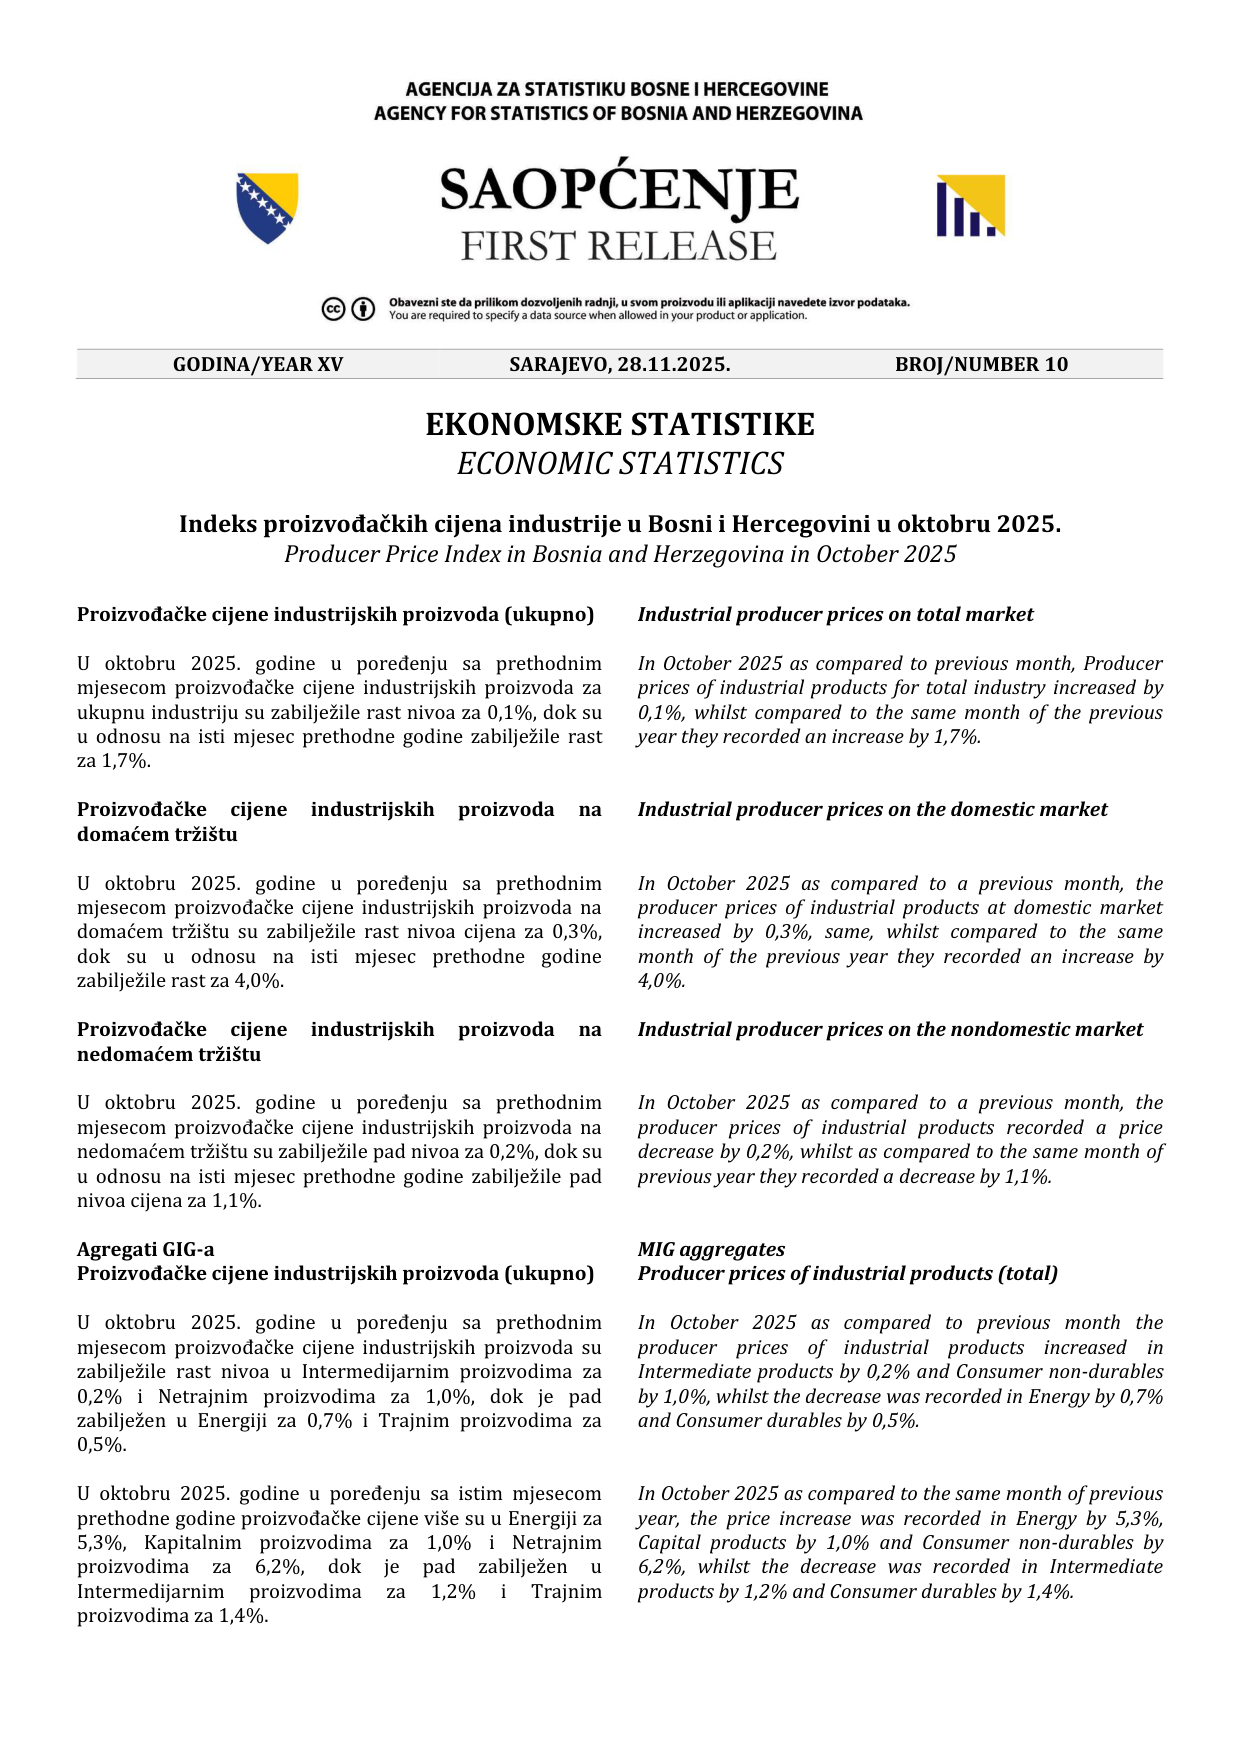 AGENCIJA ZA STATISTIKU BOSNE I HERCEGOVINE
AGENCY FOR STATISTICS OF BOSNIA AND HERZEGOVINA
SAOPĆENJE
FIRST RELEASE
cc
Obavezni ste da prilikom dozvoljenih radnji, u svom proizvodu ili aplikaciji navedete izvor podataka.
You are required to specify a data source when allowed in your product or application.
GODINA/YEAR XV SARAJEVO, 28.11.2025. BROJ/NUMBER 10
EKONOMSKE STATISTIKE
ECONOMIC STATISTICS
Indeks proizvođačkih cijena industrije u Bosni i Hercegovini u oktobru 2025.
Producer Price Index in Bosnia and Herzegovina in October 2025
Proizvođačke cijene industrijskih proizvoda (ukupno)
U oktobru 2025. godine u poređenju sa prethodnim
mjesecom proizvođačke cijene industrijskih proizvoda za
ukupnu industriju su zabilježile rast nivoa za 0,1%, dok su
u odnosu na isti mjesec prethodne godine zabilježile rast
za 1,7%.
Industrial producer prices on total market
In October 2025 as compared to previous month, Producer
prices of industrial products for total industry increased by
0,1%, whilst compared to the same month of the previous
year they recorded an increase by 1,7%.
Proizvođačke cijene industrijskih proizvoda na
domaćem tržištu
U oktobru 2025. godine u poređenju sa prethodnim
mjesecom proizvođačke cijene industrijskih proizvoda na
domaćem tržištu su zabilježile rast nivoa cijena za 0,3%,
dok su u odnosu na isti mjesec prethodne godine
zabilježile rast za 4,0%.
Industrial producer prices on the domestic market
In October 2025 as compared to a previous month, the
producer prices of industrial products at domestic market
increased by 0,3%, same, whilst compared to the same
month of the previous year they recorded an increase by
4,0%.
Proizvođačke cijene industrijskih proizvoda na
nedomaćem tržištu
U oktobru 2025. godine u poređenju sa prethodnim
mjesecom proizvođačke cijene industrijskih proizvoda na
nedomaćem tržištu su zabilježile pad nivoa za 0,2%, dok su
u odnosu na isti mjesec prethodne godine zabilježile pad
nivoa cijena za 1,1%.
Industrial producer prices on the nondomestic market
In October 2025 as compared to a previous month, the
producer prices of industrial products recorded a price
decrease by 0,2%, whilst as compared to the same month of
previous year they recorded a decrease by 1,1%.
Agregati GIG-a
Proizvođačke cijene industrijskih proizvoda (ukupno)
U oktobru 2025. godine u poređenju sa prethodnim
mjesecom proizvođačke cijene industrijskih proizvoda su
zabilježile rast nivoa u Intermedijarnim proizvodima za
0,2% i Netrajnim proizvodima za 1,0%, dok je pad
zabilježen u Energiji za 0,7% i Trajnim proizvodima za
0,5%.
MIG aggregates
Producer prices of industrial products (total)
In October 2025 as compared to previous month the
producer prices of industrial products increased in
Intermediate products by 0,2% and Consumer non-durables
by 1,0%, whilst the decrease was recorded in Energy by 0,7%
and Consumer durables by 0,5%.
U oktobru 2025. godine u poređenju sa istim mjesecom
prethodne godine proizvođačke cijene više su u Energiji za
5,3%, Kapitalnim proizvodima za 1,0% i Netrajnim
proizvodima za 6,2%, dok je pad zabilježen u
Intermedijarnim proizvodima za 1,2% i Trajnim
proizvodima za 1,4%.
In October 2025 as compared to the same month of previous
year, the price increase was recorded in Energy by 5,3%,
Capital products by 1,0% and Consumer non-durables by
6,2%, whilst the decrease was recorded in Intermediate
products by 1,2% and Consumer durables by 1,4%.